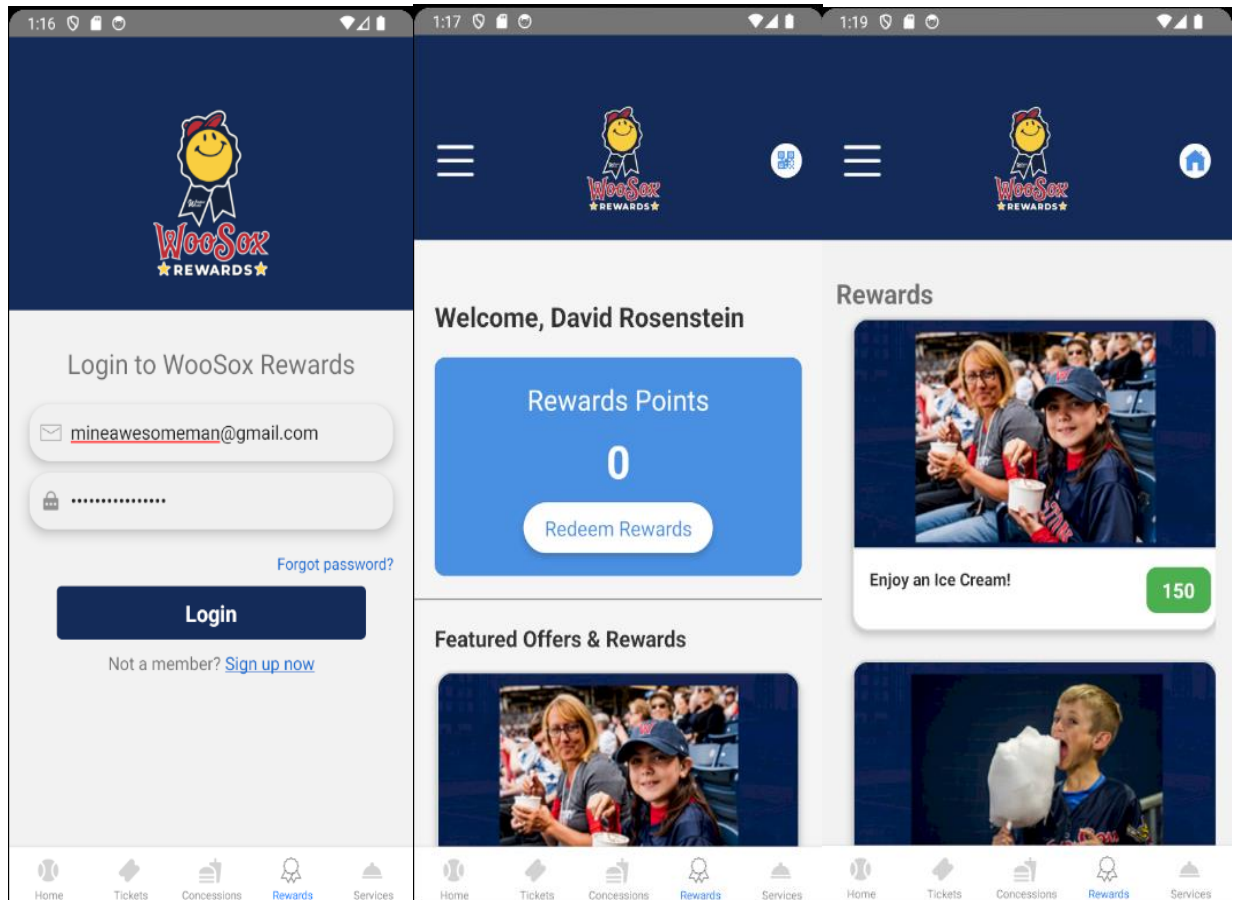 1:16
WooSox
REWARDS
Login to WooSox Rewards
mineawesomeman@gmail.com
••••••••••••••••
Forgot password?
Login
Not a member? Sign up now
Home Tickets Concessions Rewards Services
1:17
WooSox
REWARDS
Welcome, David Rosenstein
Rewards Points
0
Redeem Rewards
Featured Offers & Rewards
Home Tickets Concessions Rewards Services
1:19
WooSox
REWARDS
Rewards
Enjoy an Ice Cream!
150
Home Tickets Concessions Rewards Services